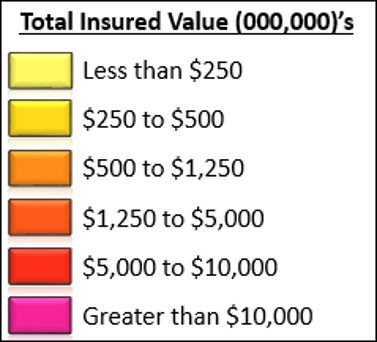 Total Insured Value (000,000)’s
Less than $250
$250 to $500
$500 to $1,250
$1,250 to $5,000
$5,000 to $10,000
Greater than $10,000